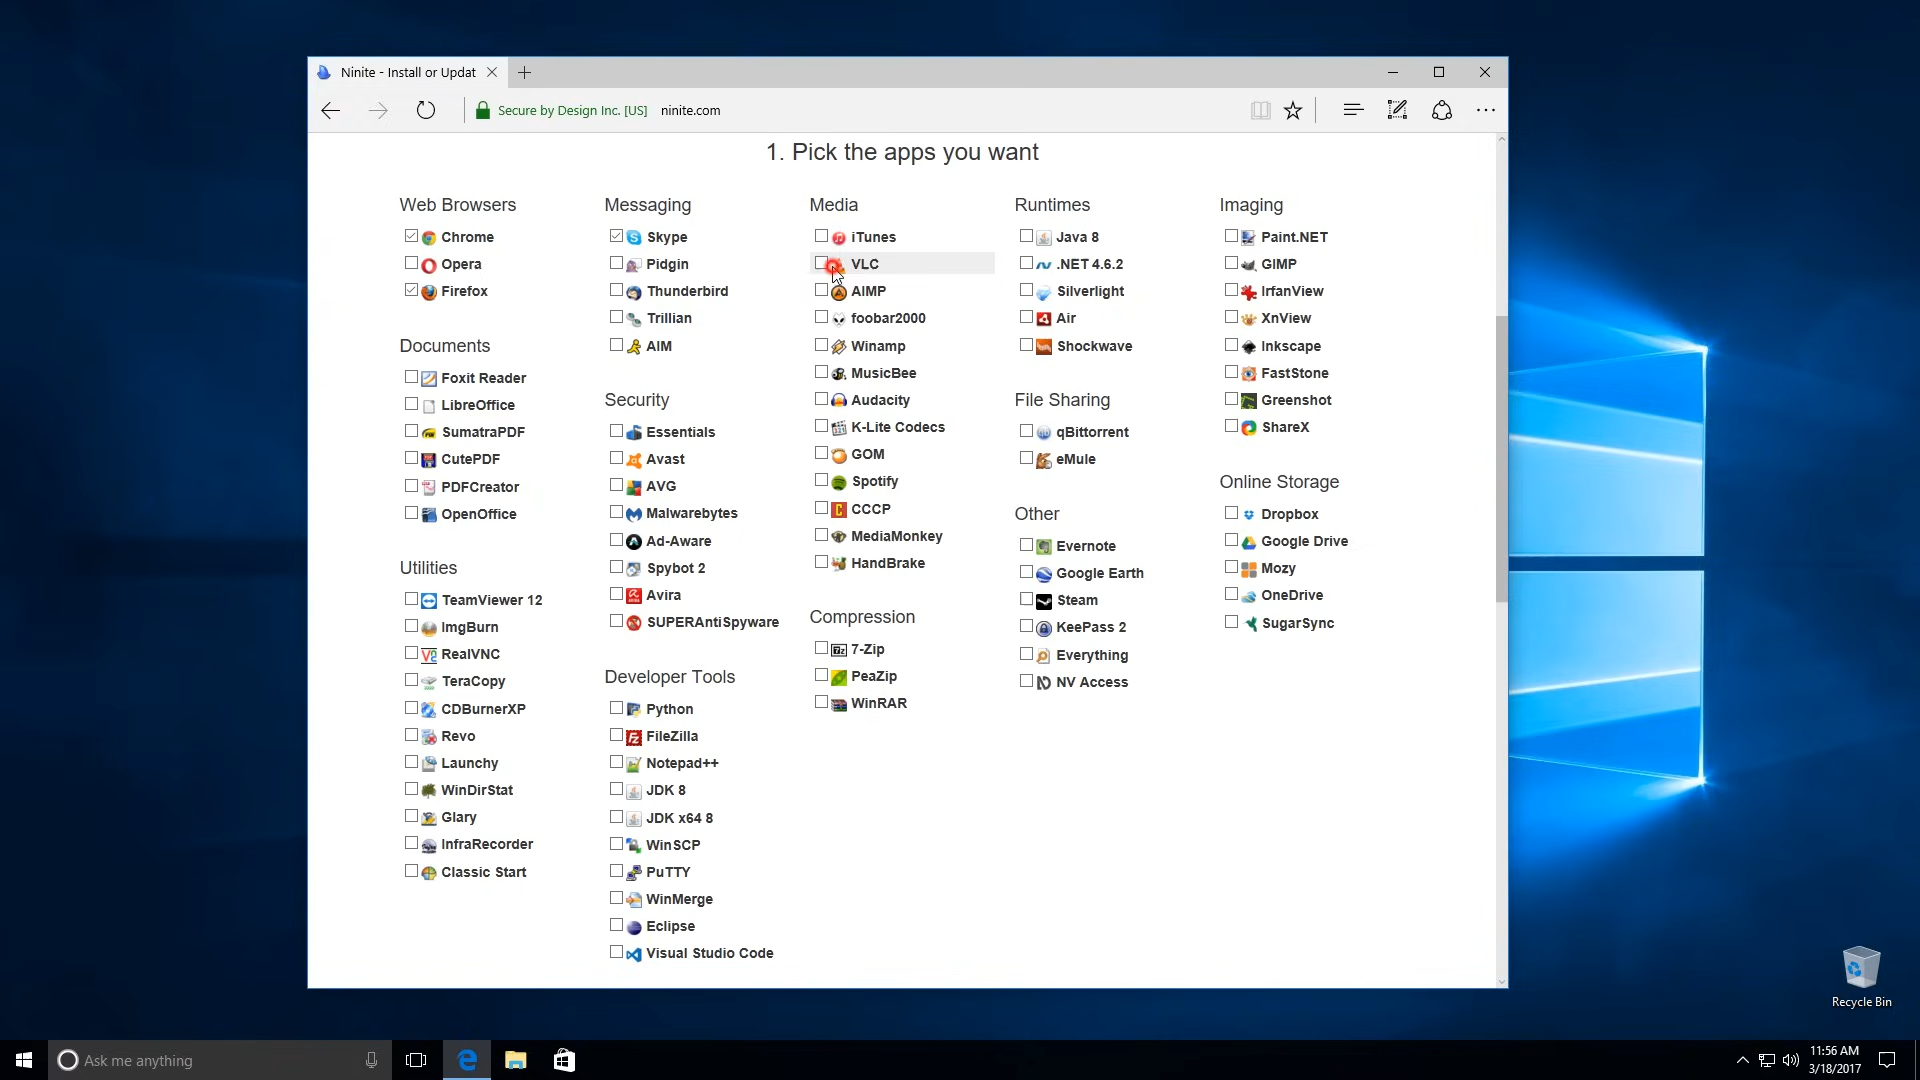 Ninite - Install or Updat
Secure by Design Inc. [US] ninite.com
1. Pick the apps you want
Web Browsers
Chrome
Opera
Firefox
Documents
Foxit Reader
LibreOffice
SumatraPDF
CutePDF
PDFCreator
OpenOffice
Utilities
TeamViewer 12
ImgBurn
RealVNC
TeraCopy
CDBurnerXP
Revo
Launchy
WinDirStat
Glary
InfraRecorder
Classic Start
Messaging
Skype
Pidgin
Thunderbird
Trillian
AIM
Security
Essentials
Avast
AVG
Malwarebytes
Ad-Aware
Spybot 2
Avira
SUPERAntiSpyware
Developer Tools
Python
FileZilla
Notepad++
JDK 8
JDK x64 8
WinSCP
PuTTY
WinMerge
Eclipse
Visual Studio Code
Media
iTunes
VLC
AIMP
foobar2000
Winamp
MusicBee
Audacity
K-Lite Codecs
GOM
Spotify
CCCP
MediaMonkey
HandBrake
Compression
7-Zip
PeaZip
WinRAR
Runtimes
Java 8
.NET 4.6.2
Silverlight
Air
Shockwave
File Sharing
qBittorrent
eMule
Other
Evernote
Google Earth
Steam
KeePass 2
Everything
NV Access
Imaging
Paint.NET
GIMP
IrfanView
XnView
Inkscape
FastStone
Greenshot
ShareX
Online Storage
Dropbox
Google Drive
Mozy
OneDrive
SugarSync
Recycle Bin
Ask me anything
11:56 AM
3/18/2017